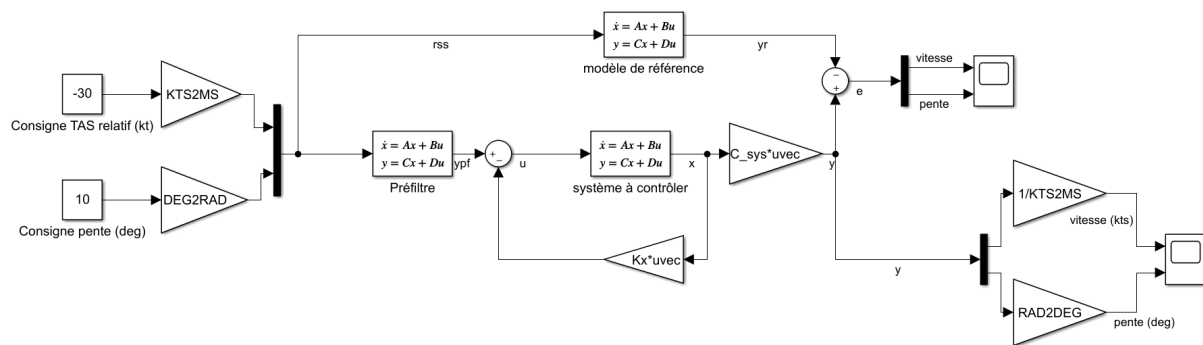 ẋ = Ax + Bu
y = Cx + Du
modèle de référence
rss
yr
-30
Consigne TAS relatif (kt)
KTS2MS
10
Consigne pente (deg)
DEG2RAD
ẋ = Ax + Bu
y = Cx + Du
Préfiltre
ypf
+
−
u
ẋ = Ax + Bu
y = Cx + Du
système à contrôler
x
C_sys*uvec
y
Kx*uvec
−
+
e
vitesse
pente
y
1/KTS2MS
vitesse (kts)
RAD2DEG
pente (deg)